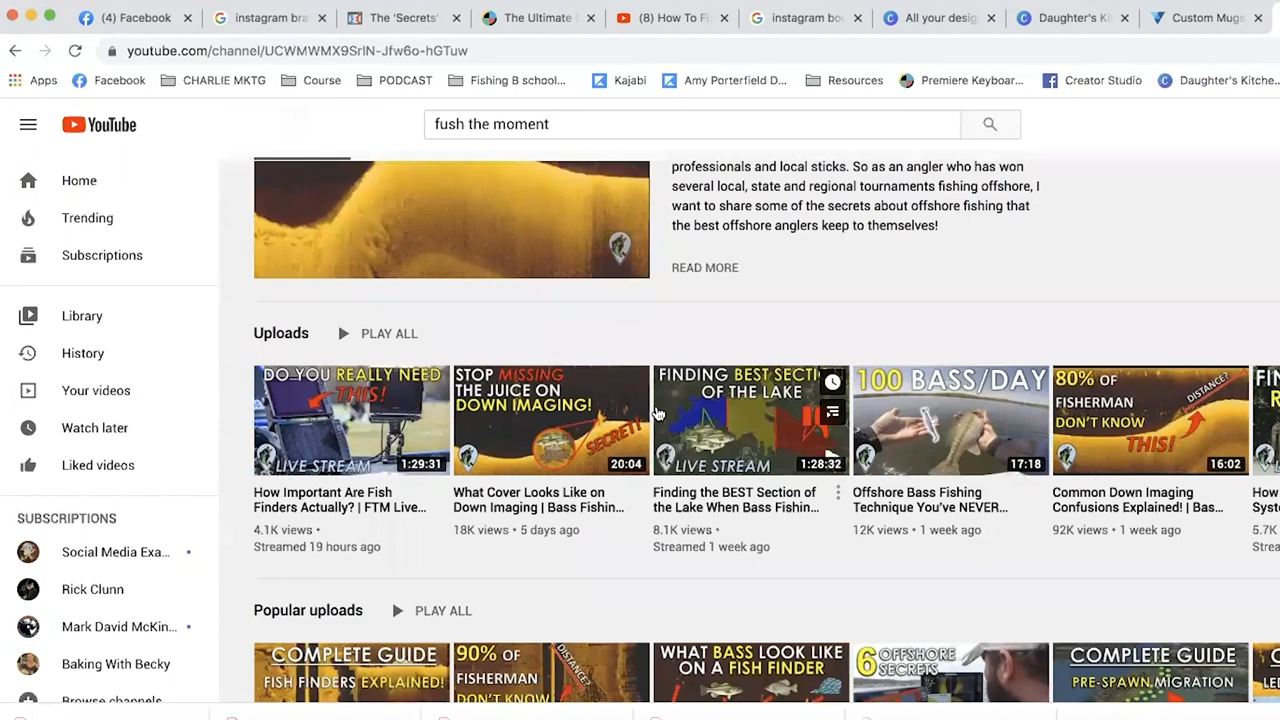 (4) Facebook
instagram bra
The 'Secrets'
The Ultimate
(8) How To Fi
instagram bo
All your desig
Daughter's Ki
Custom Mugs
youtube.com/channel/UCWMWMX9SrIN-Jfw6o-hGTuw
Apps
Facebook
CHARLIE MKTG
Course
PODCAST
Fishing B school...
Kajabi
Amy Porterfield D...
Resources
Premiere Keyboar...
Creator Studio
Daughter's Kitche...
YouTube
fush the moment
Home
Trending
Subscriptions
Library
History
Your videos
Watch later
Liked videos
SUBSCRIPTIONS
Social Media Exa...
Rick Clunn
Mark David McKin...
Baking With Becky
Browse channels
professionals and local sticks. So as an angler who has won
several local, state and regional tournaments fishing offshore, I
want to share some of the secrets about offshore fishing that
the best offshore anglers keep to themselves!
READ MORE
Uploads
PLAY ALL
DO YOU REALLY NEED
THIS!
LIVE STREAM
1:29:31
How Important Are Fish
Finders Actually? | FTM Live...
4.1K views •
Streamed 19 hours ago
STOP MISSING
THE JUICE ON
DOWN IMAGING!
SECRET!
20:04
What Cover Looks Like on
Down Imaging | Bass Fishin...
18K views • 5 days ago
FINDING BEST SECTI
OF THE LAKE
LIVE STREAM
1:28:32
Finding the BEST Section of
the Lake When Bass Fishin...
8.1K views •
Streamed 1 week ago
100 BASS/DAY
17:18
Offshore Bass Fishing
Technique You've NEVER...
12K views • 1 week ago
80% OF
FISHERMAN
DON'T KNOW
THIS!
DISTANCE?
16:02
Common Down Imaging
Confusions Explained! | Bas...
92K views • 1 week ago
FIN
How
Syst
5.7K
Strea
Popular uploads
PLAY ALL
COMPLETE GUIDE
FISH FINDERS EXPLAINED!
90% OF
FISHERMAN
DON'T KNOW
DISTANCE?
WHAT BASS LOOK LIKE
ON A FISH FINDER
6 OFFSHORE
SECRETS
COMPLETE GUIDE
PRE-SPAWN MIGRATION
CO
LED